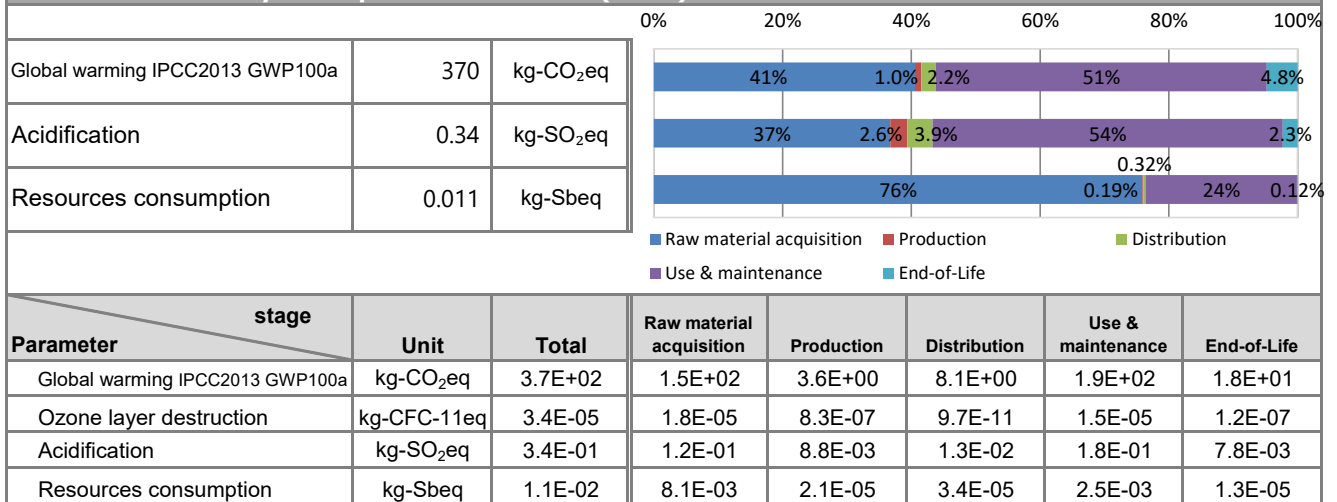 0% 20% 40% 60% 80% 100%
Global warming IPCC2013 GWP100a 370 kg-CO₂eq 41% 1.0% 2.2% 51% 4.8%
Acidification 0.34 kg-SO₂eq 37% 2.6% 3.9% 54% 2.3%
0.32%
Resources consumption 0.011 kg-Sbeq 76% 0.19% 24% 0.12%
Raw material acquisition Production Distribution
Use & maintenance End-of-Life
stage
Parameter Unit Total Raw material acquisition Production Distribution Use & maintenance End-of-Life
Global warming IPCC2013 GWP100a kg-CO₂eq 3.7E+02 1.5E+02 3.6E+00 8.1E+00 1.9E+02 1.8E+01
Ozone layer destruction kg-CFC-11eq 3.4E-05 1.8E-05 8.3E-07 9.7E-11 1.5E-05 1.2E-07
Acidification kg-SO₂eq 3.4E-01 1.2E-01 8.8E-03 1.3E-02 1.8E-01 7.8E-03
Resources consumption kg-Sbeq 1.1E-02 8.1E-03 2.1E-05 3.4E-05 2.5E-03 1.3E-05